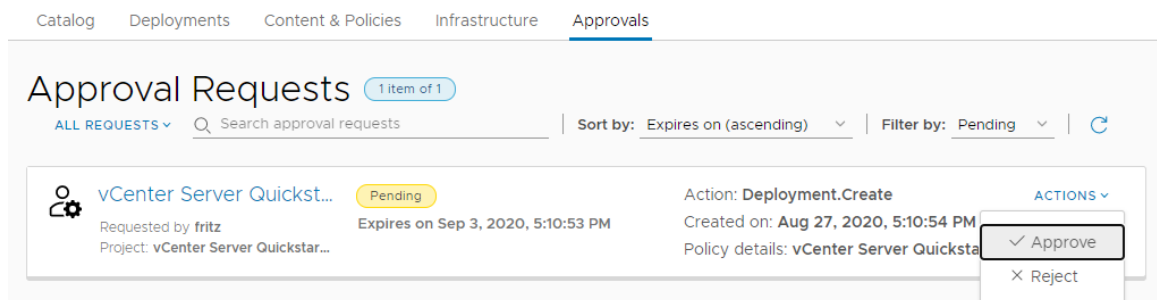 Catalog Deployments Content & Policies Infrastructure Approvals
Approval Requests 1 item of 1
ALL REQUESTS Search approval requests Sort by: Expires on (ascending) Filter by: Pending
vCenter Server Quickst... Pending Action: Deployment.Create ACTIONS
Requested by fritz Expires on Sep 3, 2020, 5:10:53 PM Created on: Aug 27, 2020, 5:10:54 PM
Project: vCenter Server Quickstar... Policy details: vCenter Server Quicksta
Approve
Reject